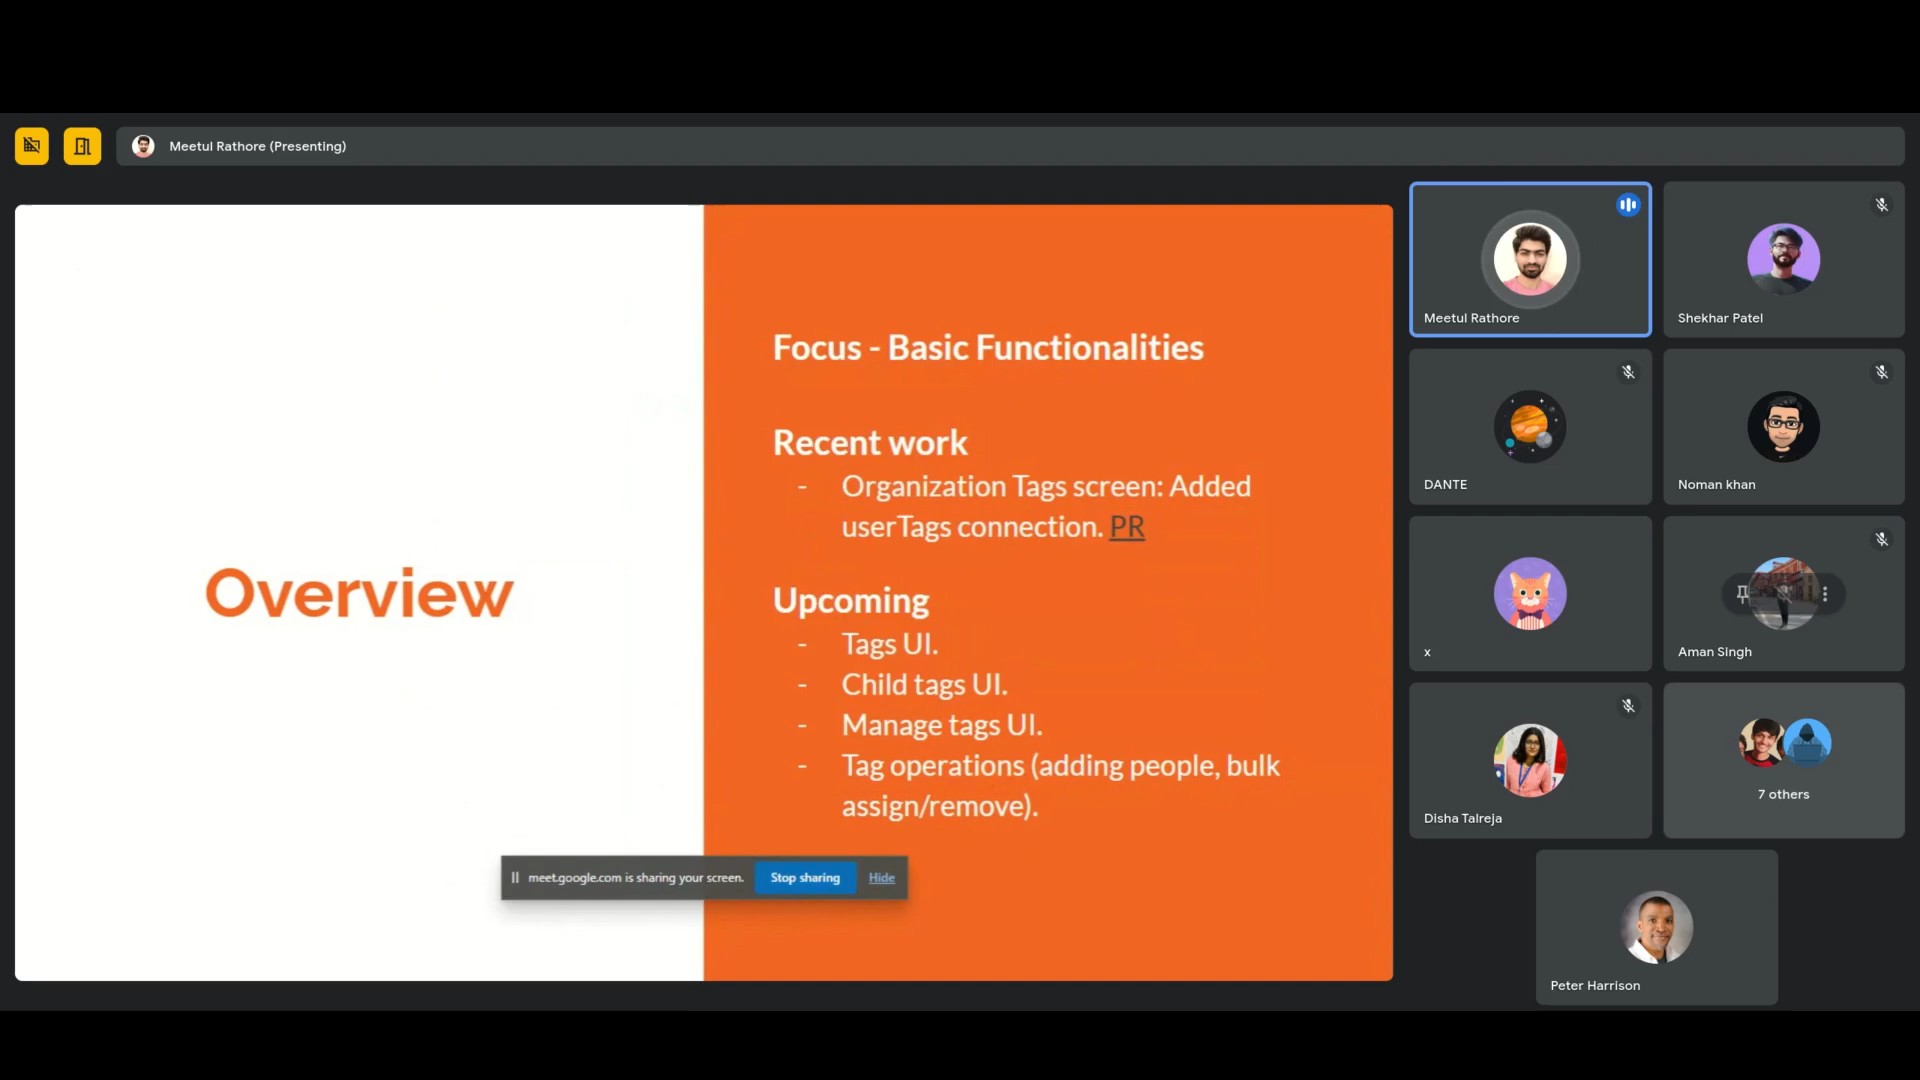 Meetul Rathore (Presenting)
Overview
Focus - Basic Functionalities
Recent work
- Organization Tags screen: Added
userTags connection. PR
Upcoming
- Tags UI.
- Child tags UI.
- Manage tags UI.
- Tag operations (adding people, bulk
assign/remove).
meet.google.com is sharing your screen. Stop sharing Hide
Meetul Rathore
Shekhar Patel
DANTE
Noman khan
x
Aman Singh
Disha Talreja
7 others
Peter Harrison